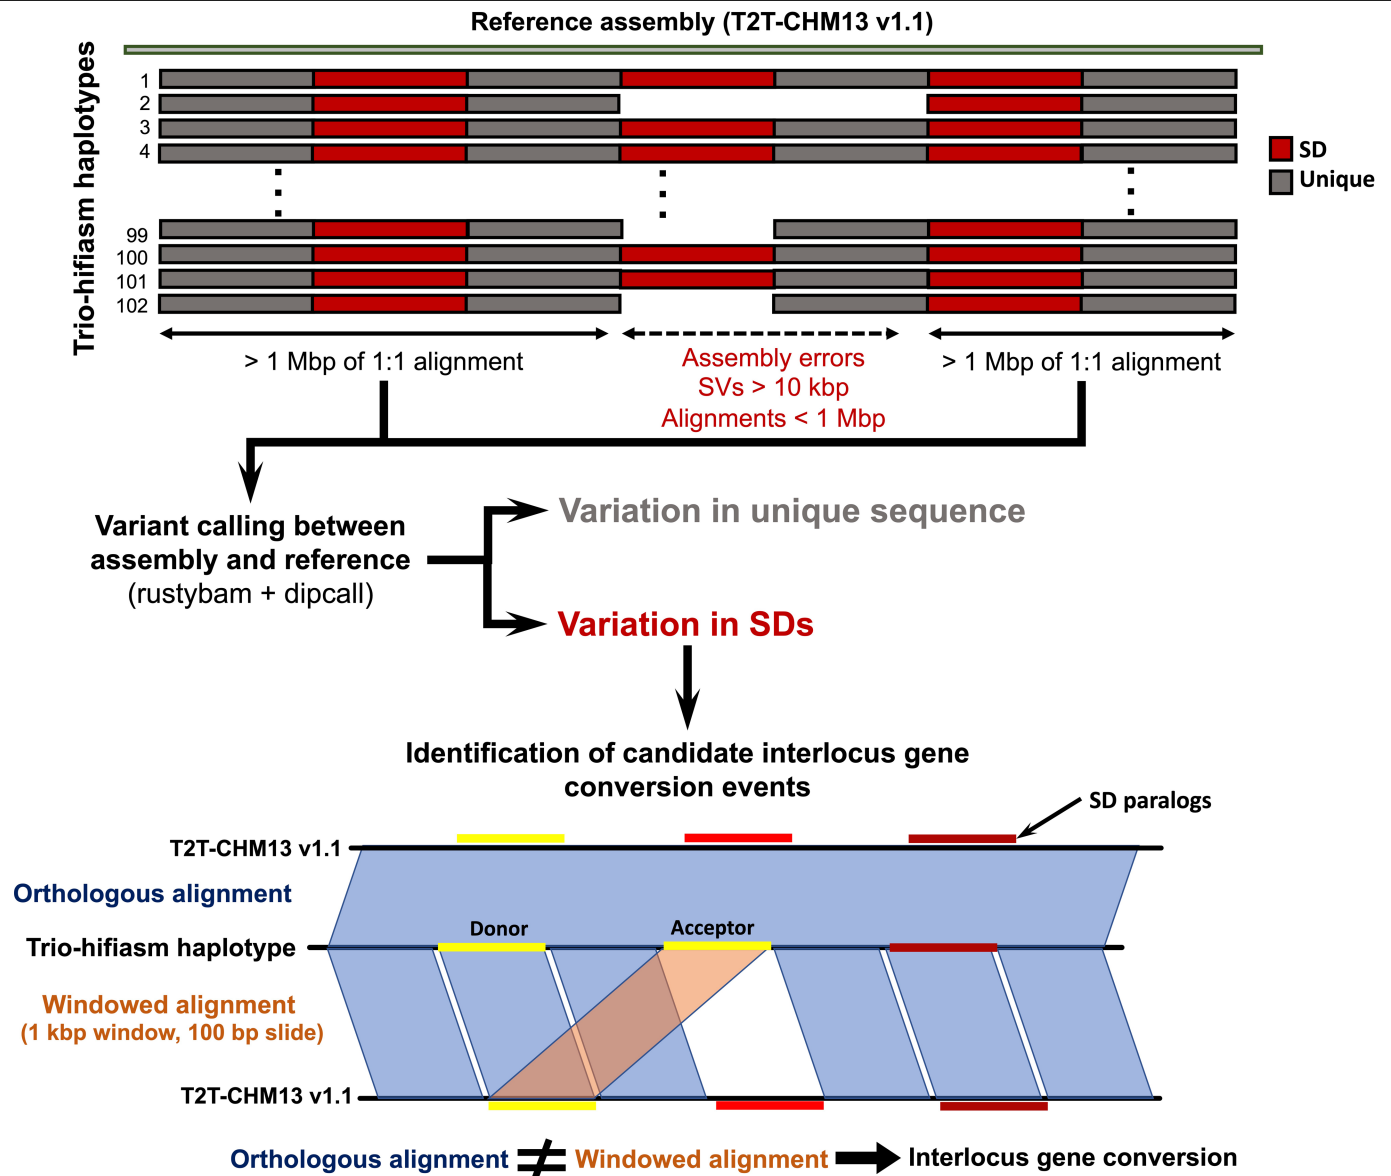 Reference assembly (T2T-CHM13 v1.1)
Trio-hifiasm haplotypes
1
2
3
4
99
100
101
102
SD
Unique
> 1 Mbp of 1:1 alignment
Assembly errors
SVs > 10 kbp
Alignments < 1 Mbp
> 1 Mbp of 1:1 alignment
Variant calling between
assembly and reference
(rustybam + dipcall)
Variation in unique sequence
Variation in SDs
Identification of candidate interlocus gene
conversion events
SD paralogs
T2T-CHM13 v1.1
Orthologous alignment
Donor
Acceptor
Trio-hifiasm haplotype
Windowed alignment
(1 kbp window, 100 bp slide)
T2T-CHM13 v1.1
Orthologous alignment ≠ Windowed alignment → Interlocus gene conversion